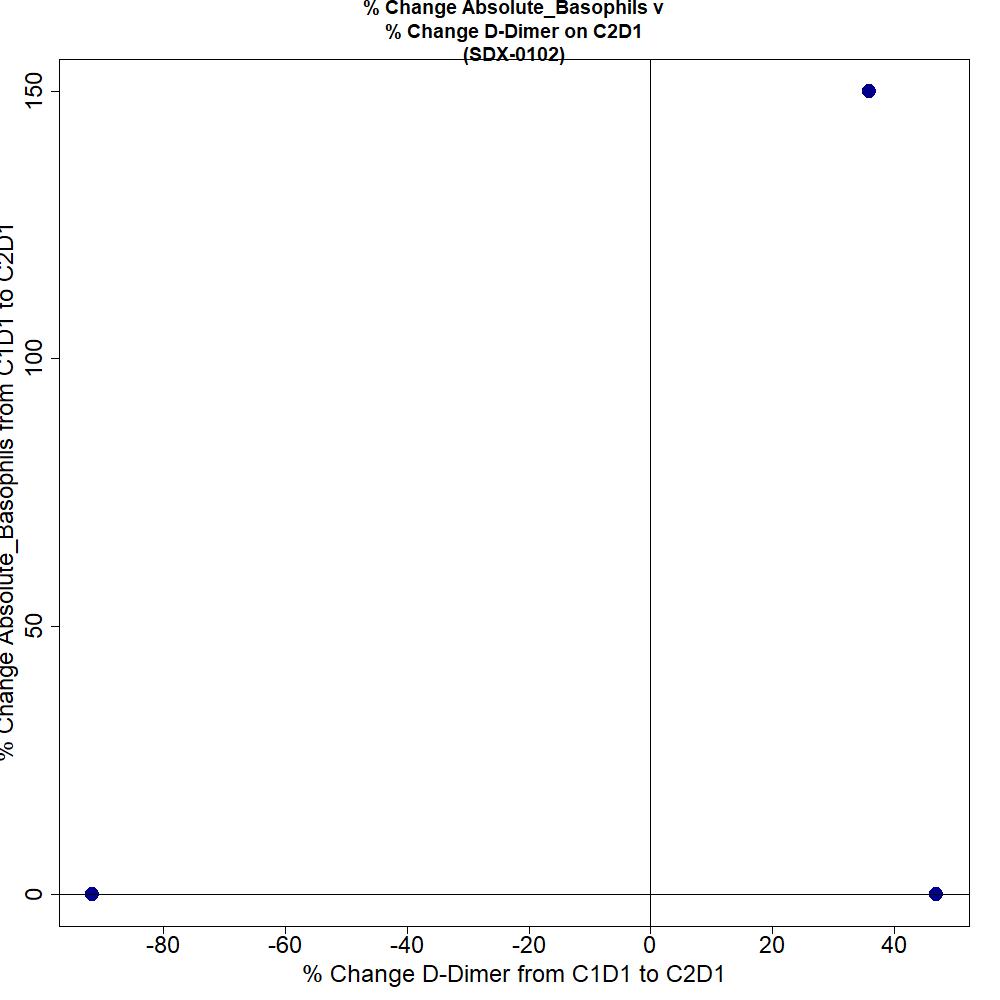 % Change Absolute_Basophils v
% Change D-Dimer on C2D1
(SDX-0102)
% Change Absolute_Basophils from C1D1 to C2D1
150
100
50
0
-80 -60 -40 -20 0 20 40
% Change D-Dimer from C1D1 to C2D1